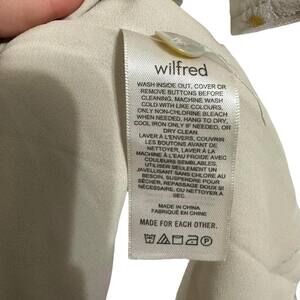 wilfred
WASH INSIDE OUT, COVER OR
REMOVE BUTTONS BEFORE
CLEANING, MACHINE WASH
COLD WITH LIKE COLOURS,
ONLY NON-CHLORINE BLEACH
WHEN NEEDED, HANG TO DRY,
COOL IRON ONLY IF NEEDED, OR
DRY CLEAN.
LAVER À L'ENVERS, COUVRIR
LES BOUTONS AVANT DE
NETTOYER, LAVER À LA
MACHINE À L'EAU FROIDE AVEC
COULEURS SEMBLABLES,
UTILISER SEULEMENT UN
JAVELLISANT SANS CHLORE AU
BESOIN, SUSPENDRE POUR
SÉCHER, REPASSAGE DOUX SI
NÉCESSAIRE, OU NETTOYER À
SEC.
MADE IN CHINA
FABRIQUÉ EN CHINE
MADE FOR EACH OTHER.